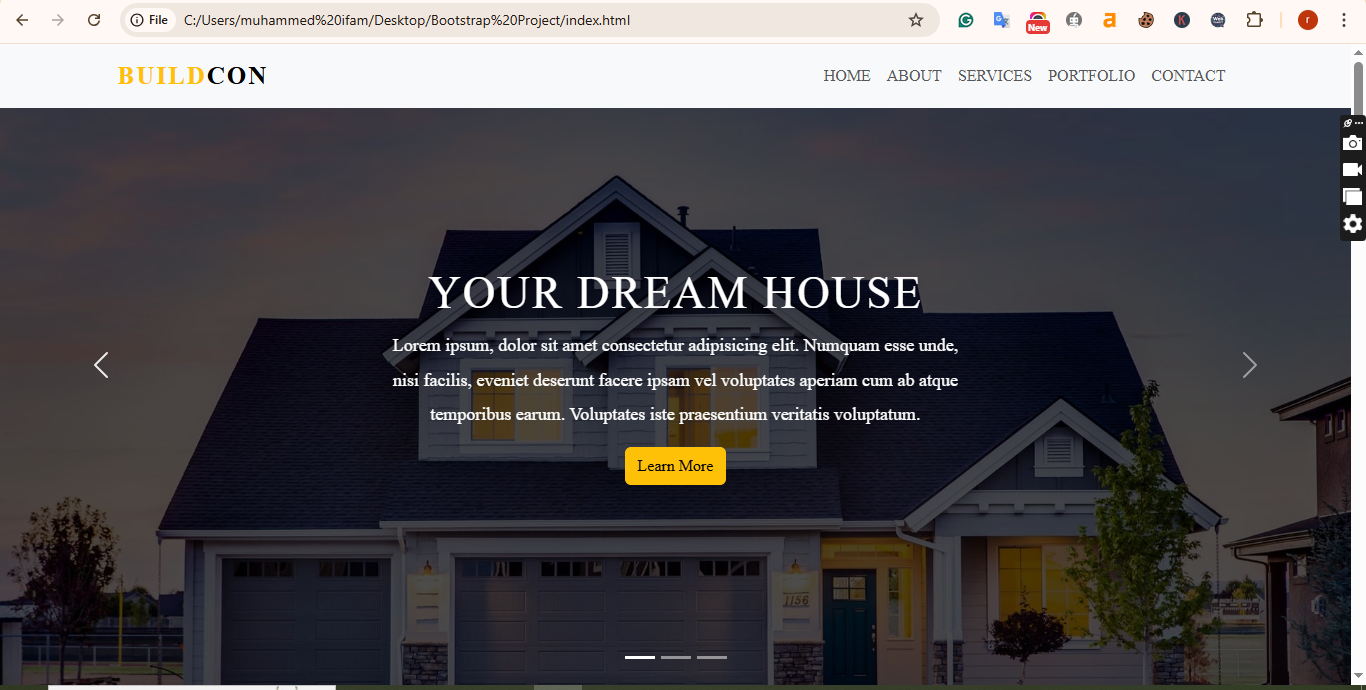 File C:/Users/muhammed%20ifam/Desktop/Bootstrap%20Project/index.html
New
r
BUILDCON
HOME ABOUT SERVICES PORTFOLIO CONTACT
YOUR DREAM HOUSE
Lorem ipsum, dolor sit amet consectetur adipisicing elit. Numquam esse unde,
nisi facilis, eveniet deserunt facere ipsam vel voluptates aperiam cum ab atque
temporibus earum. Voluptates iste praesentium veritatis voluptatum.
Learn More
1156